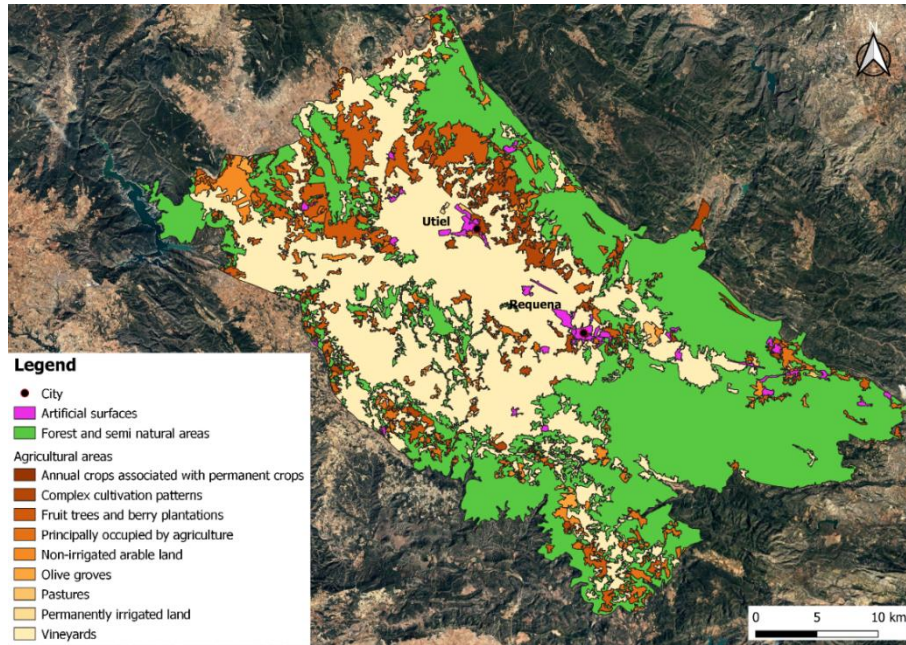 N
Utiel
Requena
Legend
City
Artificial surfaces
Forest and semi natural areas
Agricultural areas
Annual crops associated with permanent crops
Complex cultivation patterns
Fruit trees and berry plantations
Principally occupied by agriculture
Non-irrigated arable land
Olive groves
Pastures
Permanently irrigated land
Vineyards
0 5 10 km